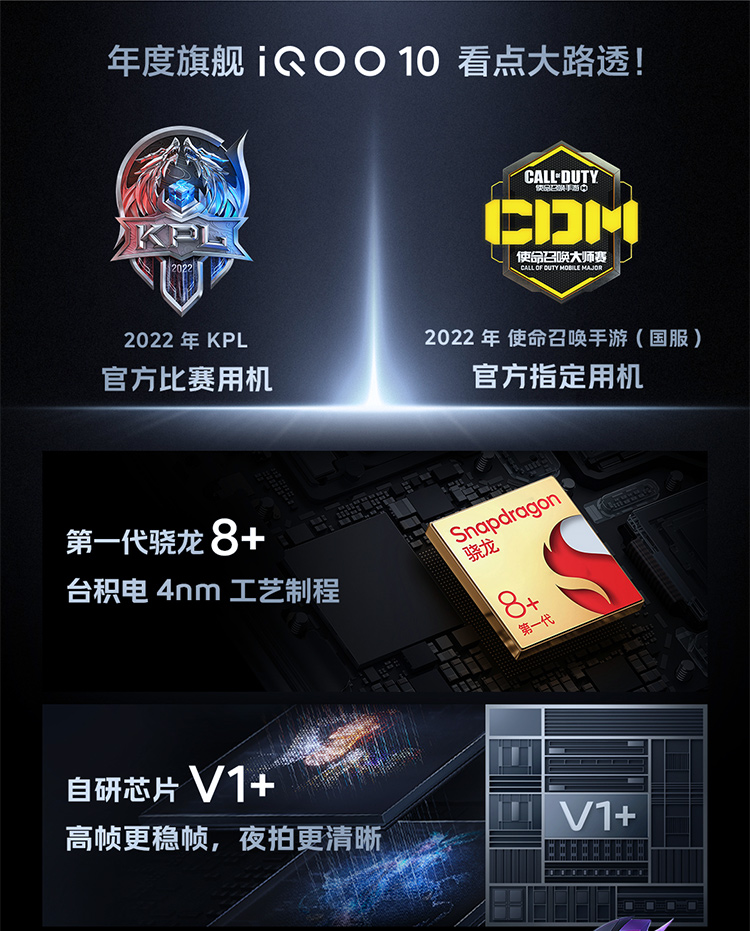 年度旗舰 iQOO 10 看点大路透！
KPL
2022
CALL OF DUTY
使命召唤手游
CDM
使命召唤大师赛
CALL OF DUTY MOBILE MAJOR
2022 年 KPL
官方比赛用机
2022 年 使命召唤手游（国服）
官方指定用机
第一代骁龙 8+
台积电 4nm 工艺制程
Snapdragon
骁龙
8+
第一代
自研芯片 V1+
高帧更稳帧，夜拍更清晰
V1+